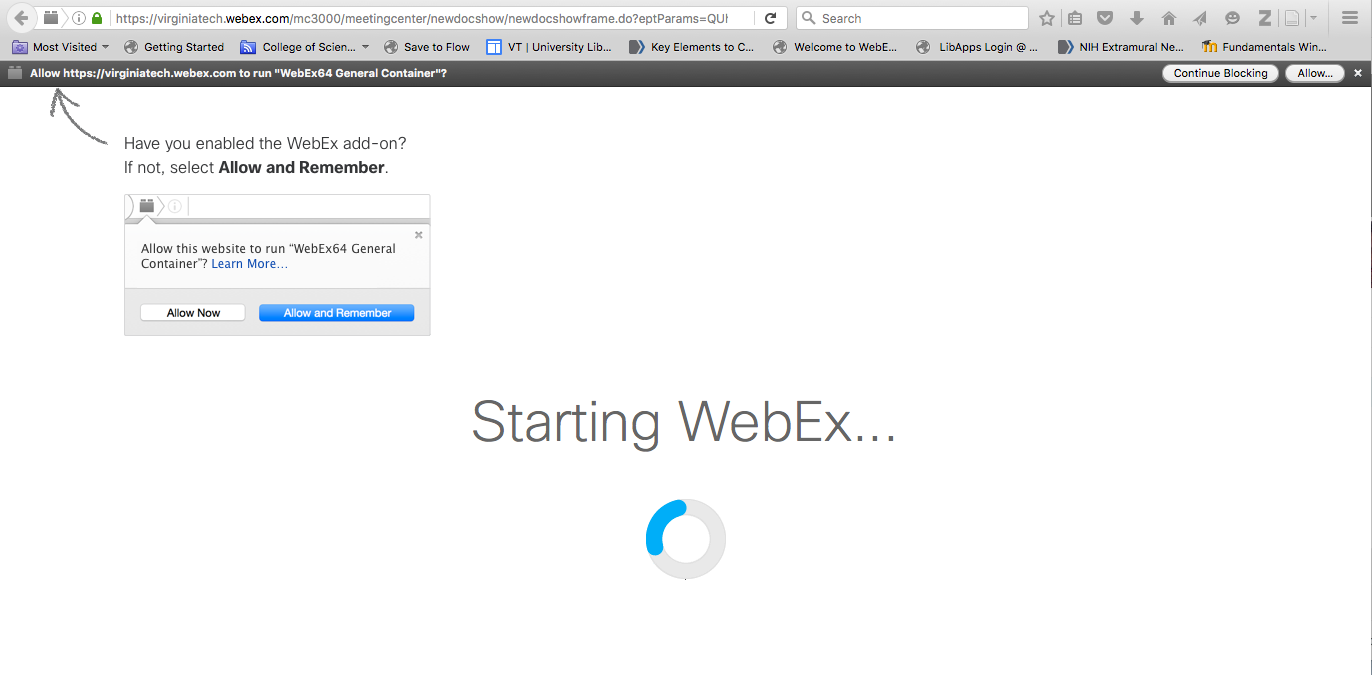 https://virginiatech.webex.com/mc3000/meetingcenter/newdocshow/newdocshowframe.do?eptParams=QUI
Search
Most Visited
Getting Started
College of Scien...
Save to Flow
VT | University Lib...
Key Elements to C...
Welcome to WebE...
LibApps Login @ ...
NIH Extramural Ne...
Fundamentals Win...
Allow https://virginiatech.webex.com to run "WebEx64 General Container"?
Continue Blocking
Allow...
Have you enabled the WebEx add-on?
If not, select Allow and Remember.
Allow this website to run “WebEx64 General
Container”? Learn More...
Allow Now
Allow and Remember
Starting WebEx...